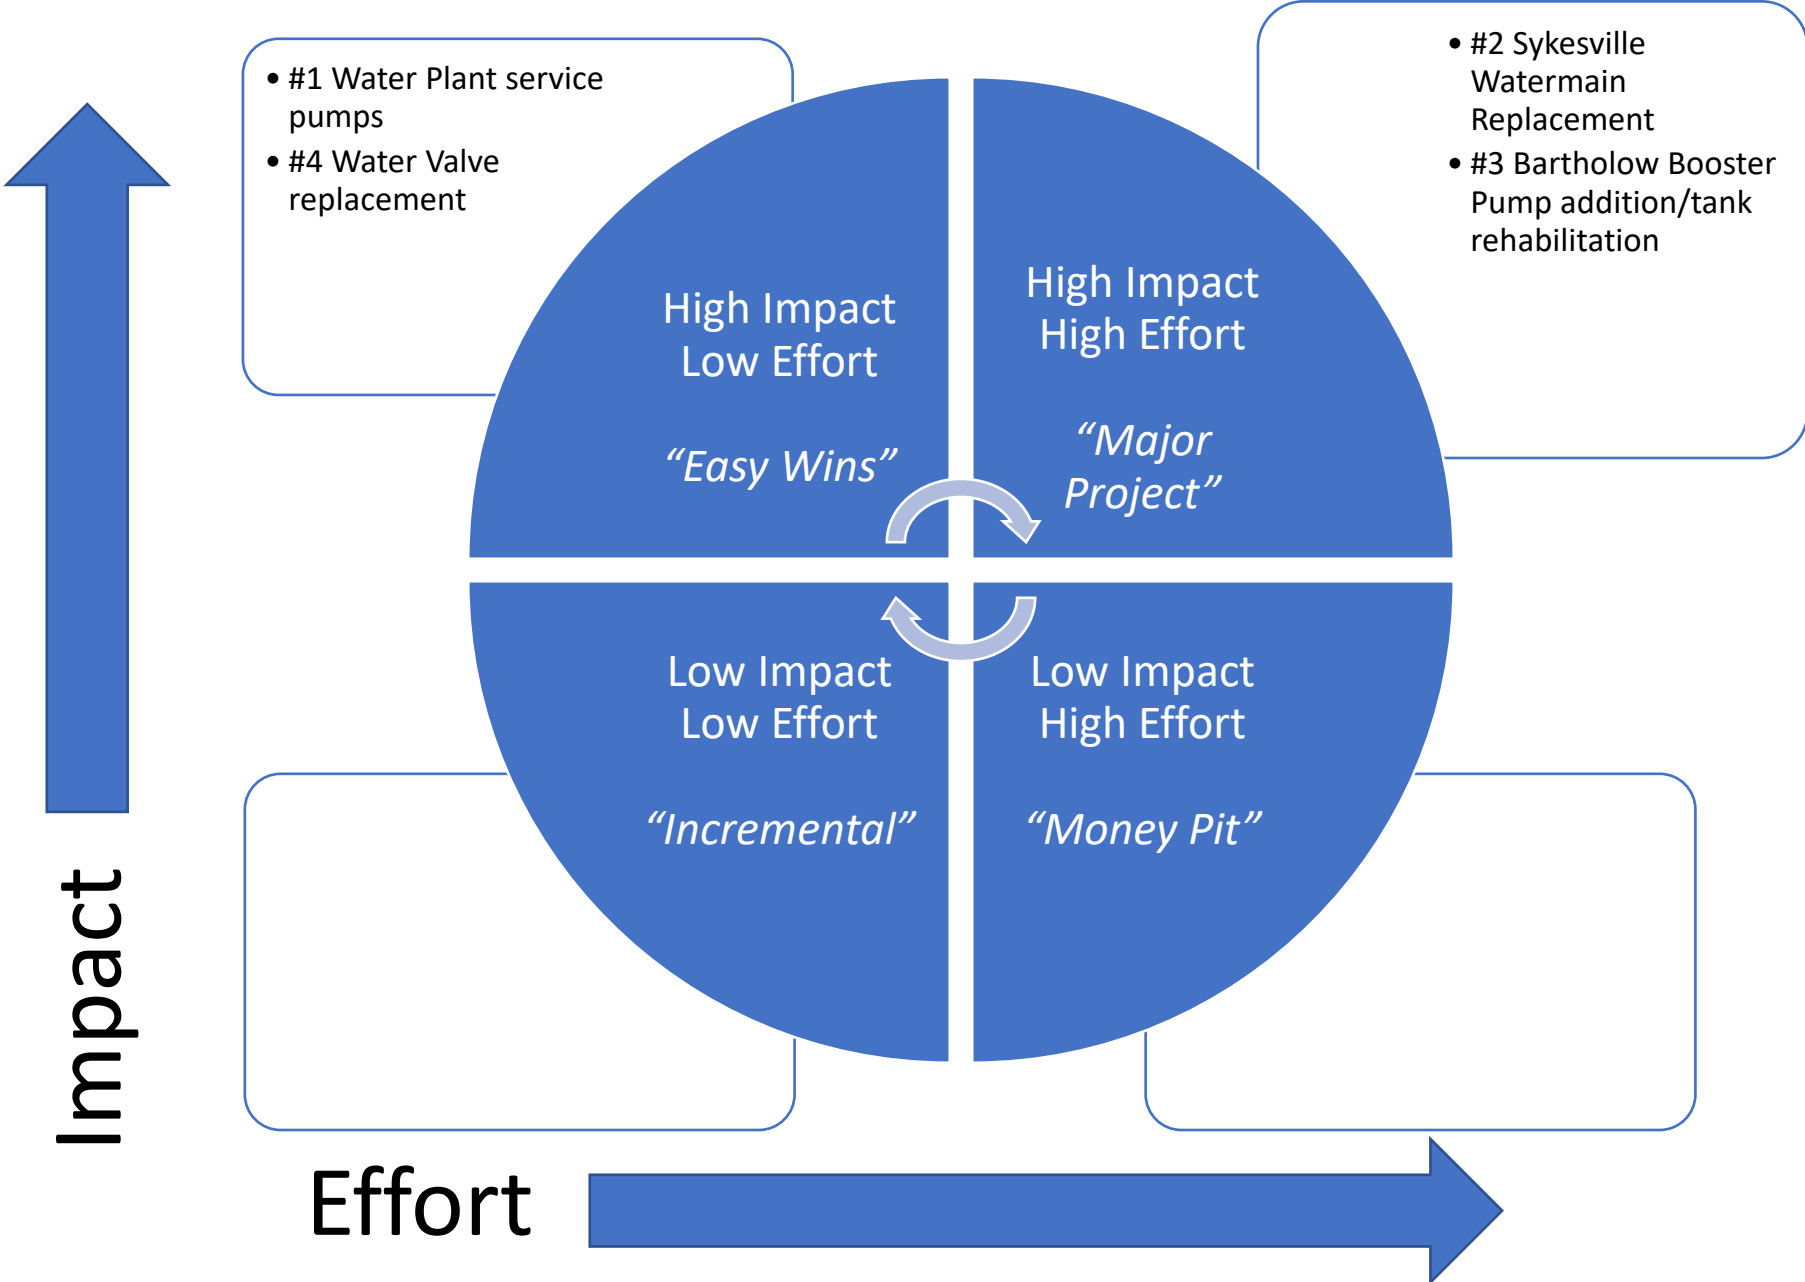 • #1 Water Plant service
pumps
• #4 Water Valve
replacement
• #2 Sykesville
Watermain
Replacement
• #3 Bartholow Booster
Pump addition/tank
rehabilitation
High Impact
Low Effort
“Easy Wins”
High Impact
High Effort
“Major
Project”
Low Impact
Low Effort
“Incremental”
Low Impact
High Effort
“Money Pit”
Impact
Effort